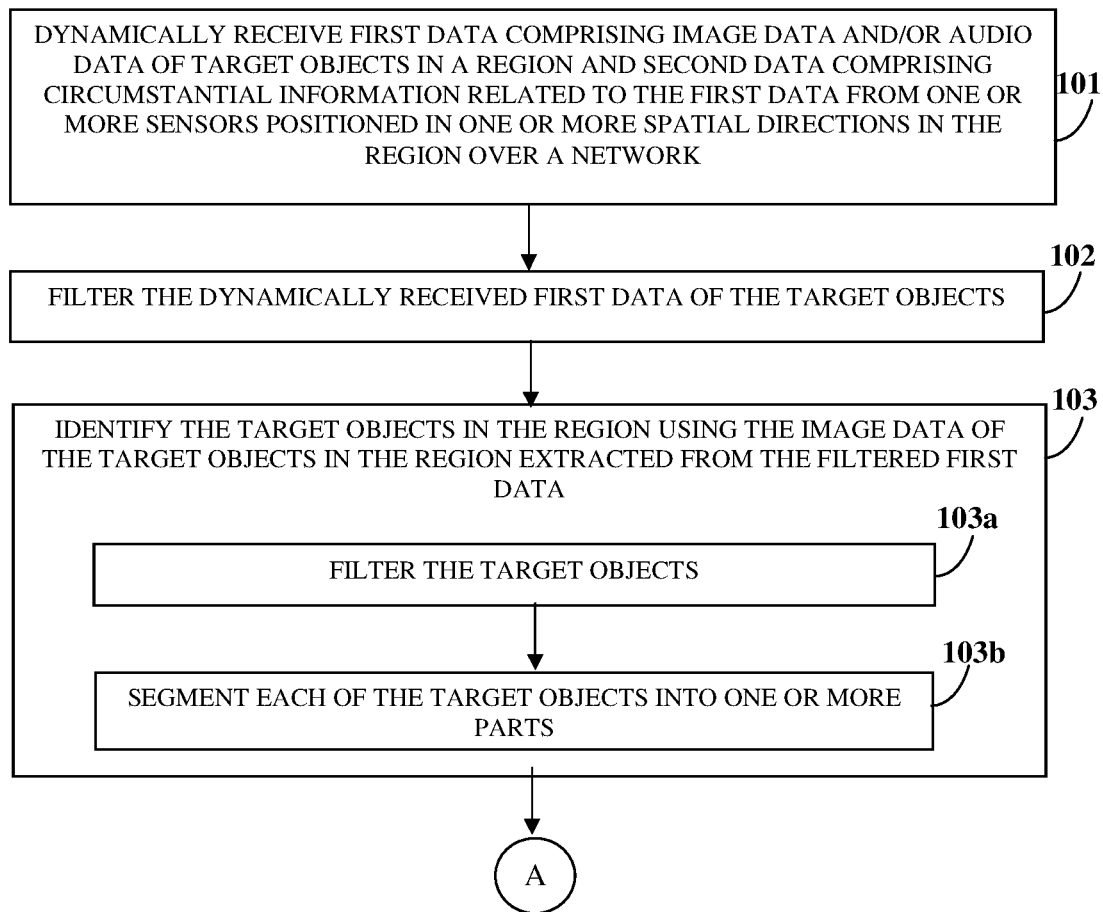 DYNAMICALLY RECEIVE FIRST DATA COMPRISING IMAGE DATA AND/OR AUDIO
DATA OF TARGET OBJECTS IN A REGION AND SECOND DATA COMPRISING
CIRCUMSTANTIAL INFORMATION RELATED TO THE FIRST DATA FROM ONE OR
MORE SENSORS POSITIONED IN ONE OR MORE SPATIAL DIRECTIONS IN THE
REGION OVER A NETWORK
101
102
FILTER THE DYNAMICALLY RECEIVED FIRST DATA OF THE TARGET OBJECTS
103
IDENTIFY THE TARGET OBJECTS IN THE REGION USING THE IMAGE DATA OF
THE TARGET OBJECTS IN THE REGION EXTRACTED FROM THE FILTERED FIRST
DATA
103a
FILTER THE TARGET OBJECTS
103b
SEGMENT EACH OF THE TARGET OBJECTS INTO ONE OR MORE
PARTS
A